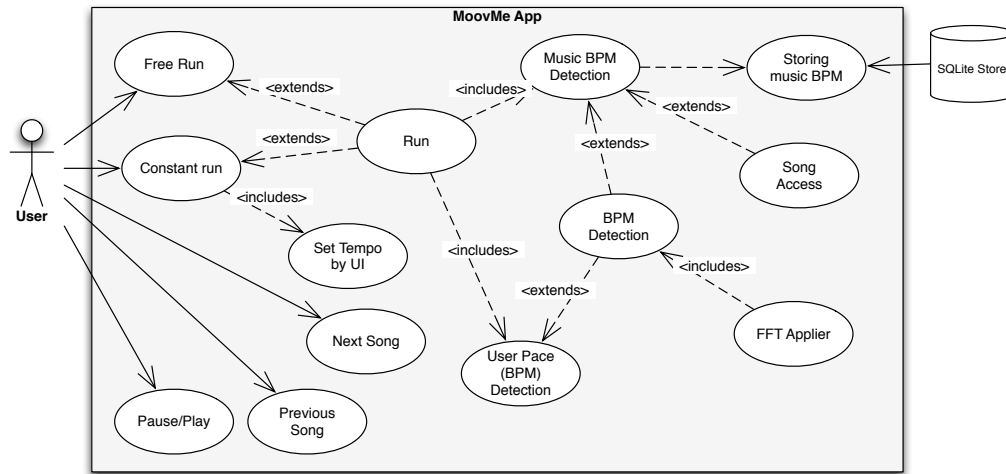 MoovMe App
Free Run
Music BPM
Detection
Storing
music BPM
SQLite Store
<extends>
<includes>
<extends>
Run
<extends>
Constant run
<extends>
Song
Access
User
<includes>
BPM
Detection
Set Tempo
by UI
<includes>
<includes>
<extends>
Next Song
FFT Applier
User Pace
(BPM)
Detection
Pause/Play
Previous
Song